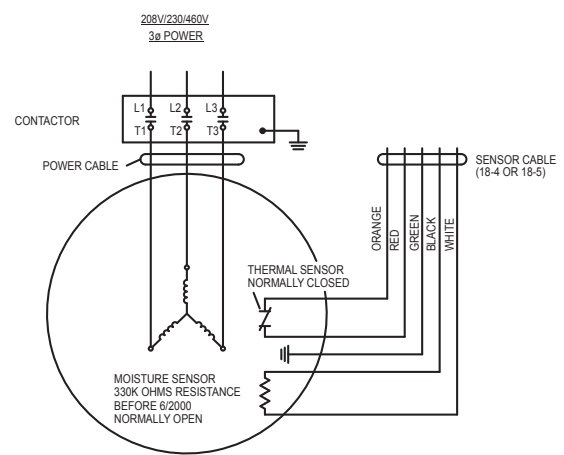 208V/230/460V
3ø POWER
L1 L2 L3
CONTACTOR
T1 T2 T3
POWER CABLE
SENSOR CABLE
(18-4 OR 18-5)
ORANGE
RED
GREEN
BLACK
WHITE
THERMAL SENSOR
NORMALLY CLOSED
MOISTURE SENSOR
330K OHMS RESISTANCE
BEFORE 6/2000
NORMALLY OPEN